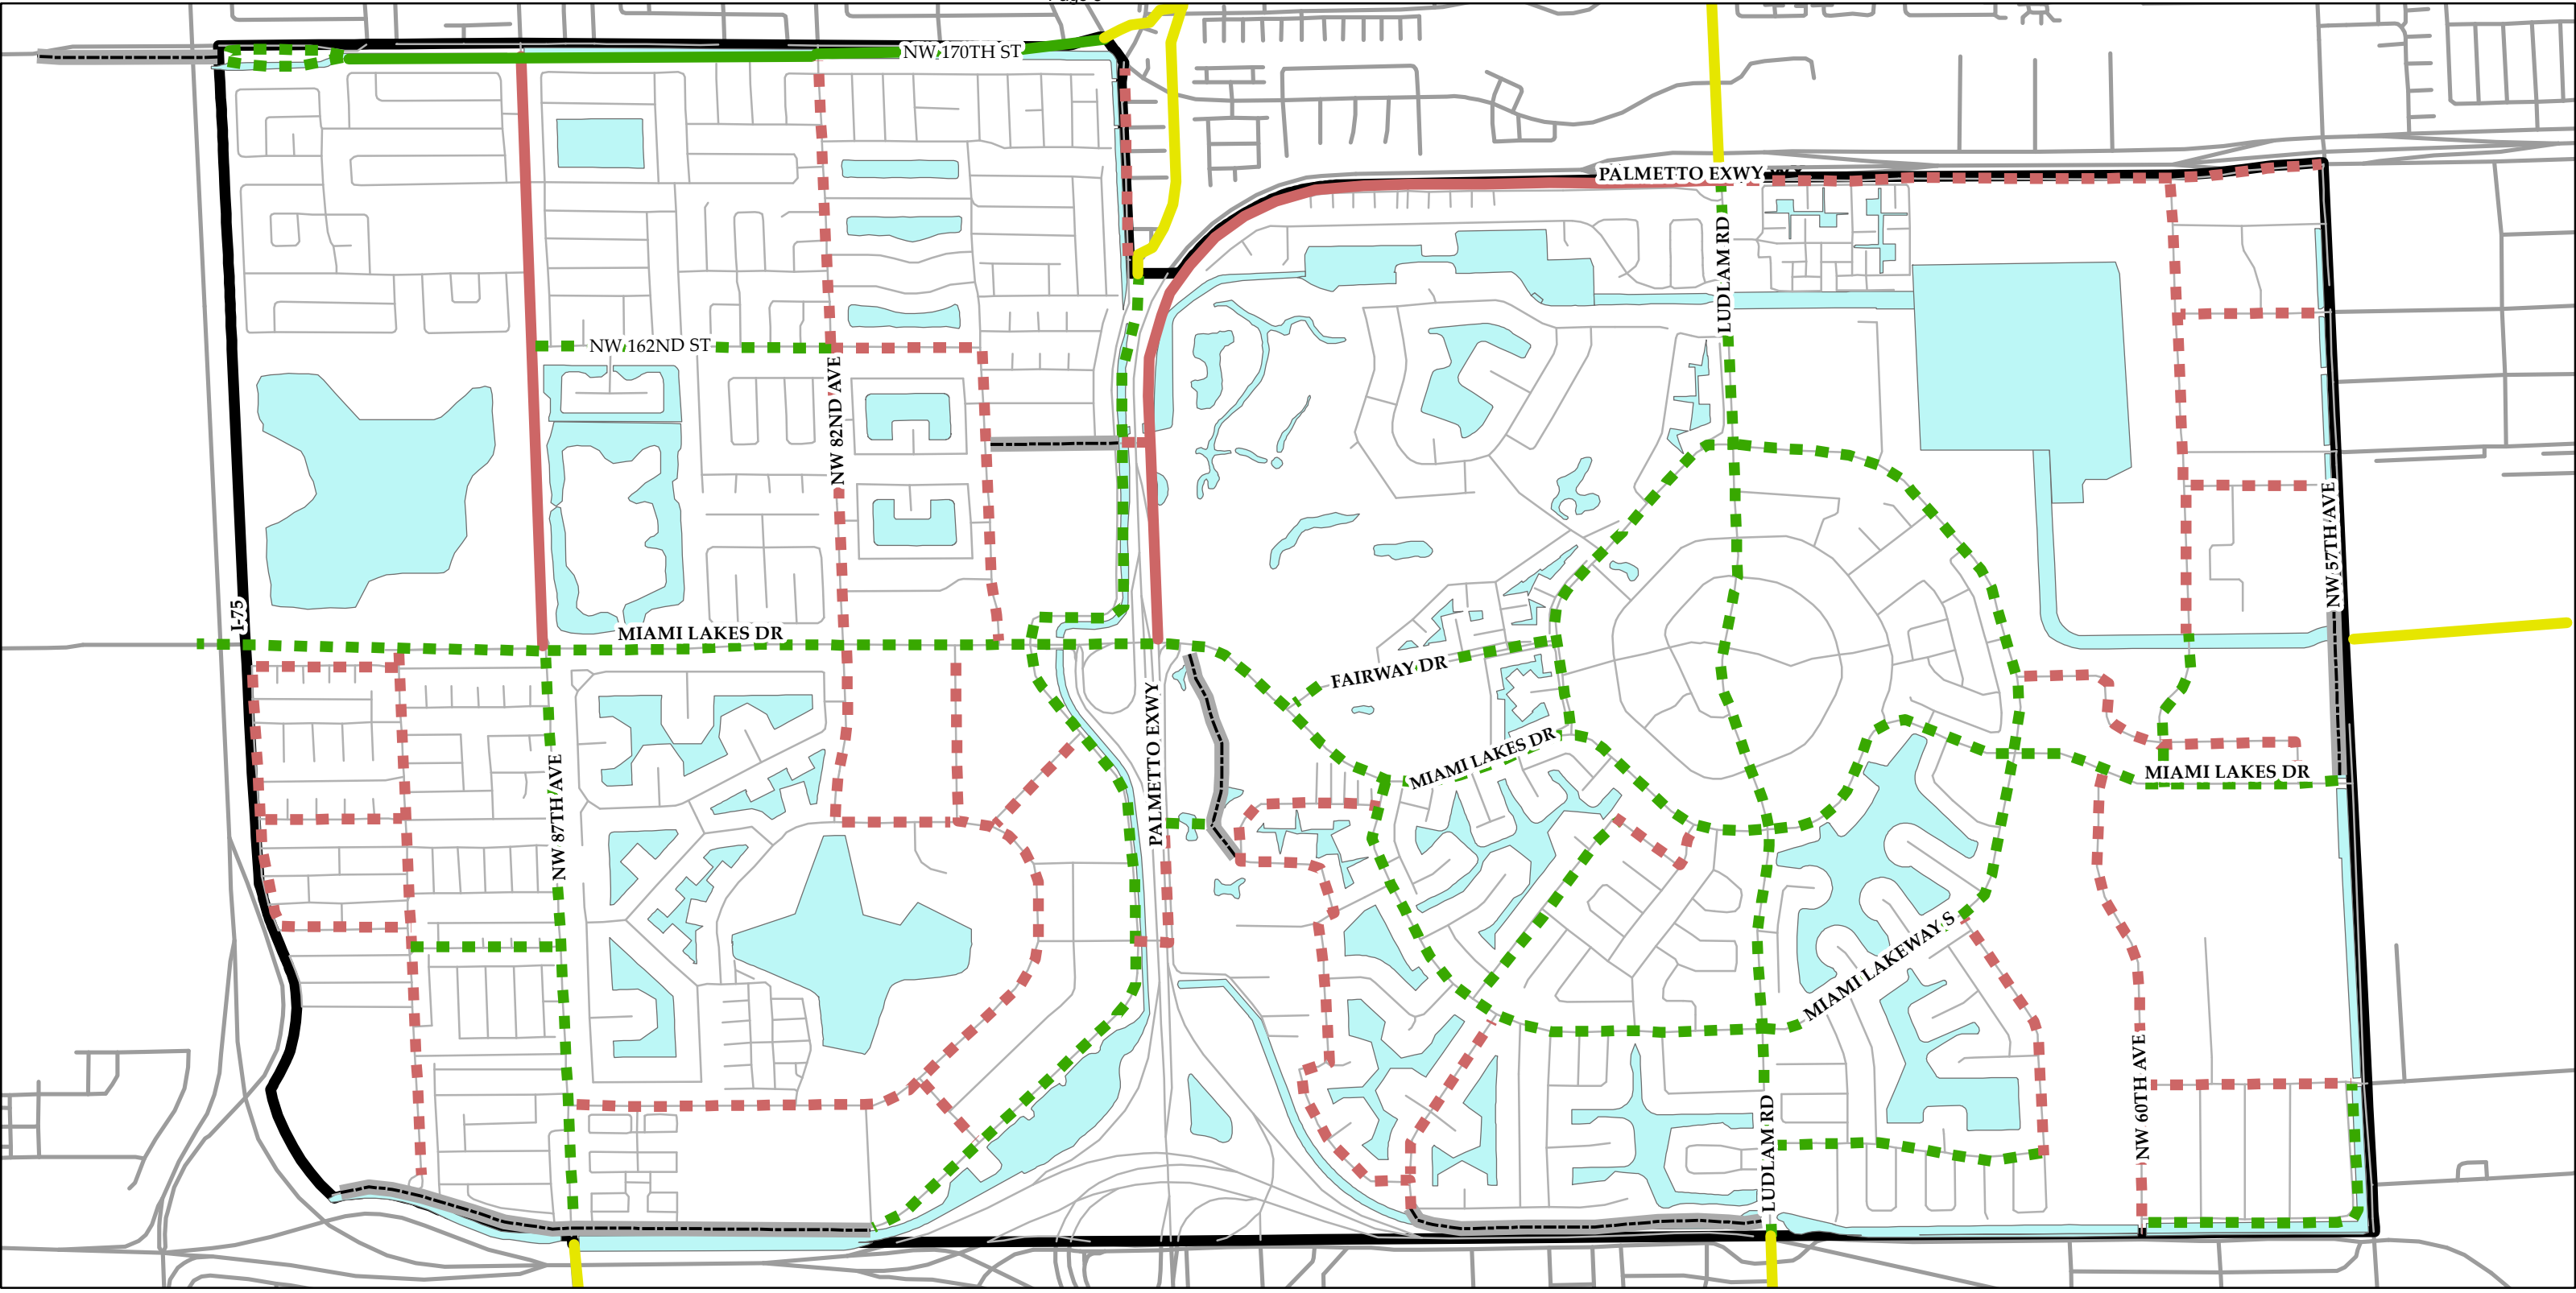 NW 170TH ST
PALMETTO EXWY
LUDLAM RD
NW 162ND ST
NW 82ND AVE
NW 57TH AVE
I-75
MIAMI LAKES DR
FAIRWAY DR
PALMETTO EXWY
MIAMI LAKES DR
MIAMI LAKES DR
NW 87TH AVE
MIAMI LAKEWAY S
NW 60TH AVE
LUDLAM RD